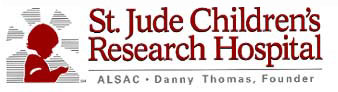 St. Jude Children's
Research Hospital
ALSAC • Danny Thomas, Founder